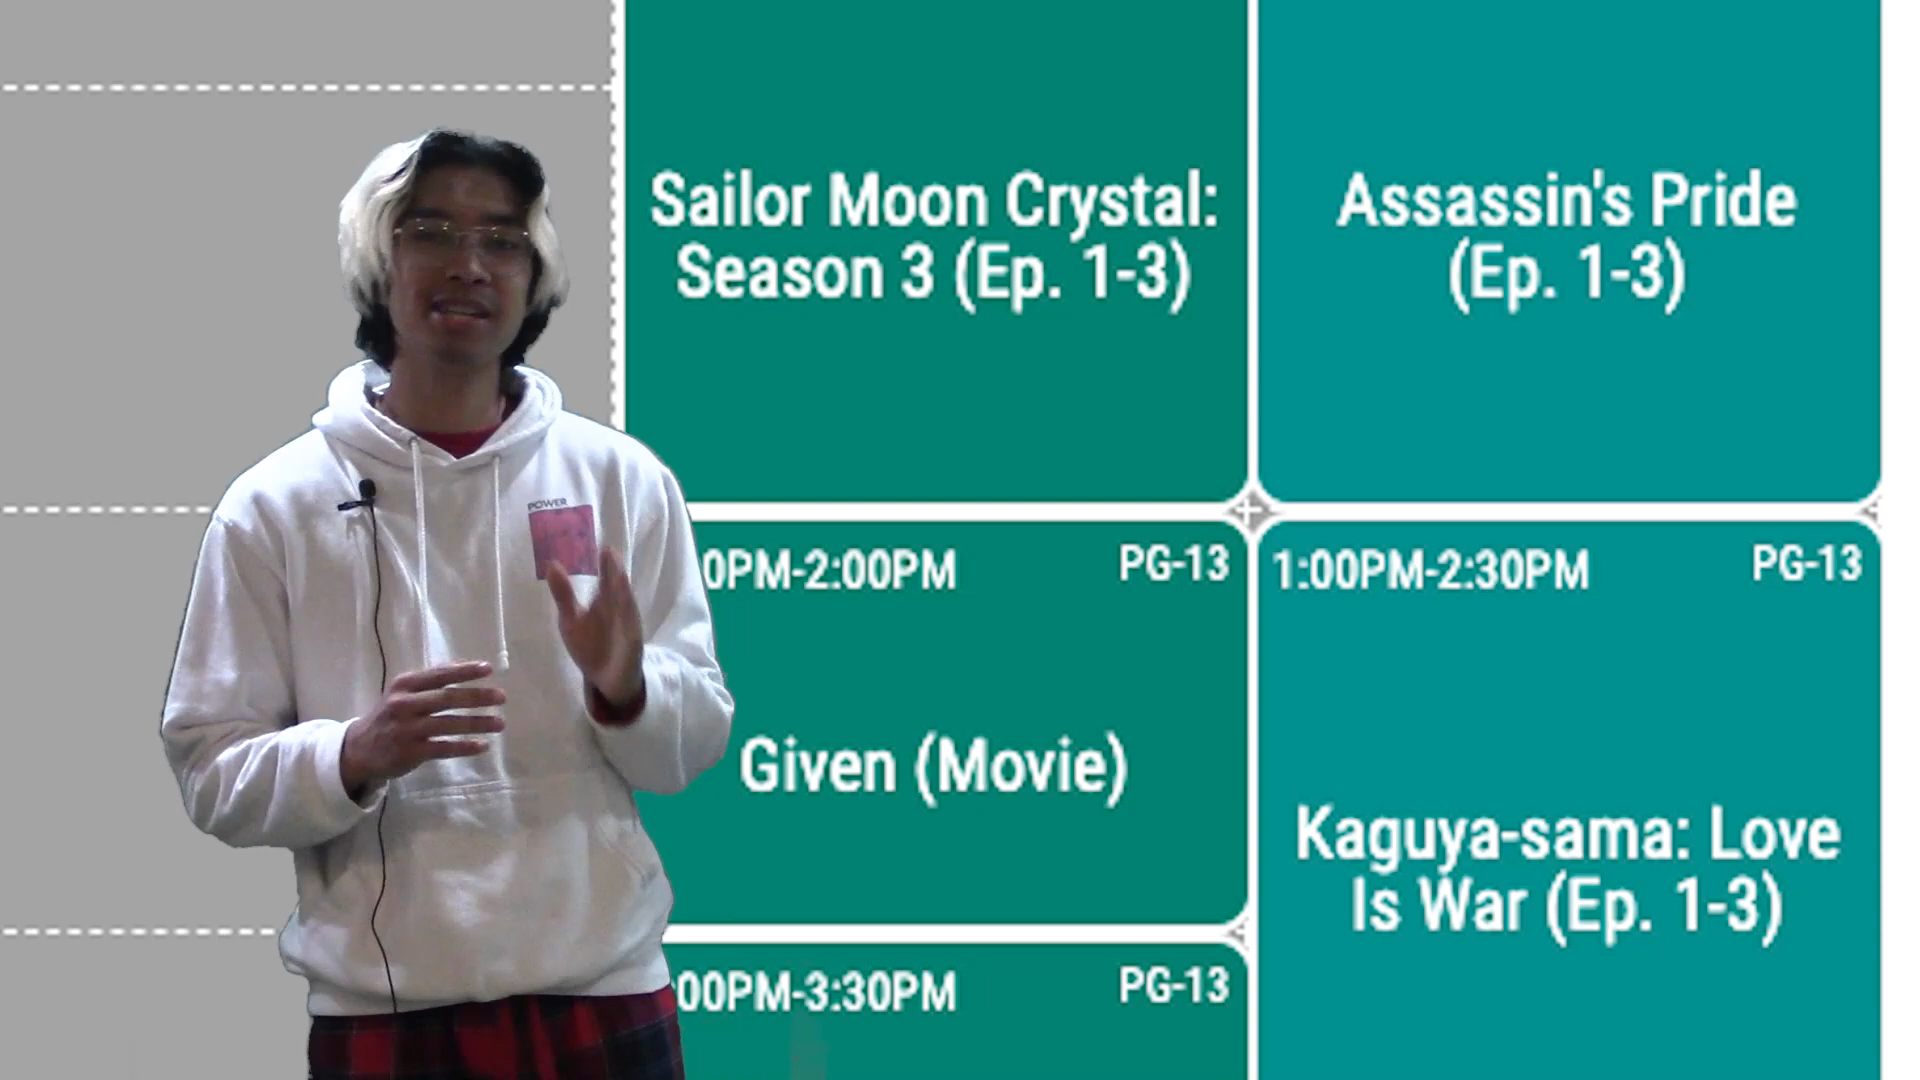 Sailor Moon Crystal:
Season 3 (Ep. 1-3)
Assassin's Pride
(Ep. 1-3)
POWER
0PM-2:00PM
PG-13
Given (Movie)
1:00PM-2:30PM
PG-13
Kaguya-sama: Love
Is War (Ep. 1-3)
:00PM-3:30PM
PG-13